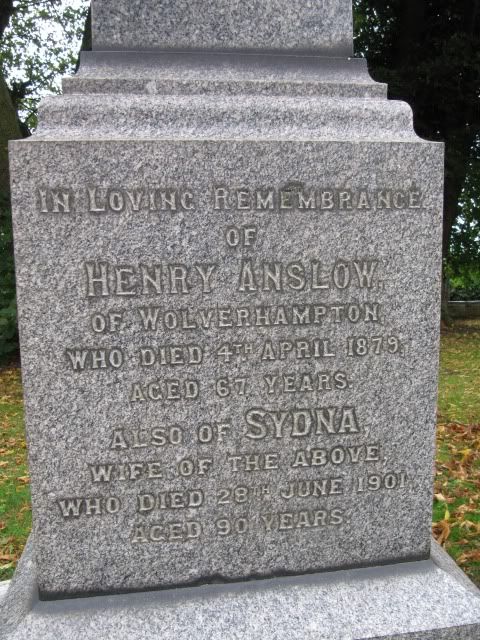 IN LOVING REMEMBRANCE
OF
HENRY ANSLOW,
OF WOLVERHAMPTON,
WHO DIED 4TH APRIL 1879,
AGED 67 YEARS.
ALSO OF SYDNA,
WIFE OF THE ABOVE,
WHO DIED 28TH JUNE 1901,
AGED 90 YEARS.